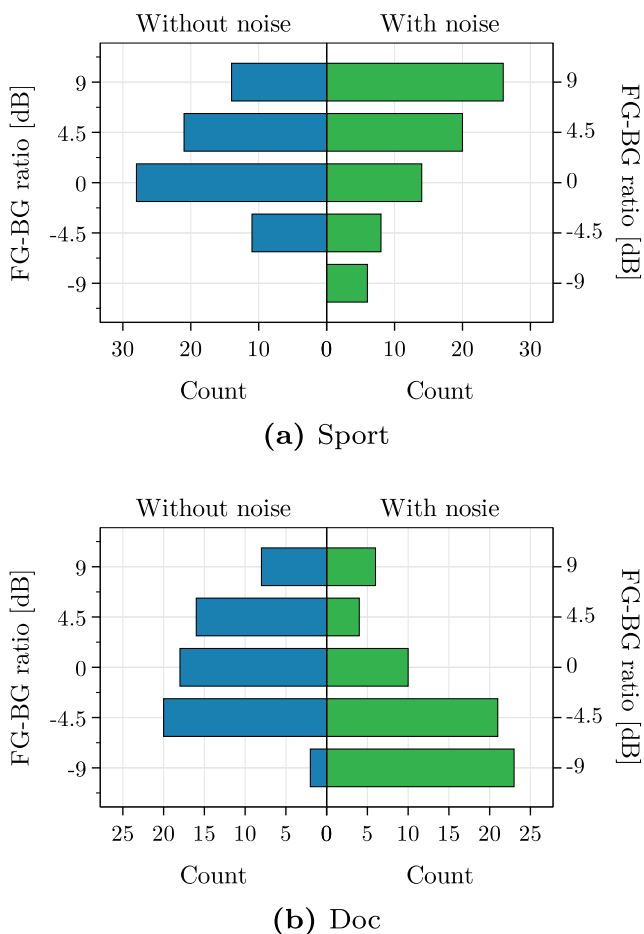 Without noise With noise
FG-BG ratio [dB]
9
4.5
0
-4.5
-9
9
4.5
0
-4.5
-9
FG-BG ratio [dB]
30 20 10 0 10 20 30
Count Count
(a) Sport
Without noise With nosie
FG-BG ratio [dB]
9
4.5
0
-4.5
-9
9
4.5
0
-4.5
-9
FG-BG ratio [dB]
25 20 15 10 5 0 5 10 15 20 25
Count Count
(b) Doc